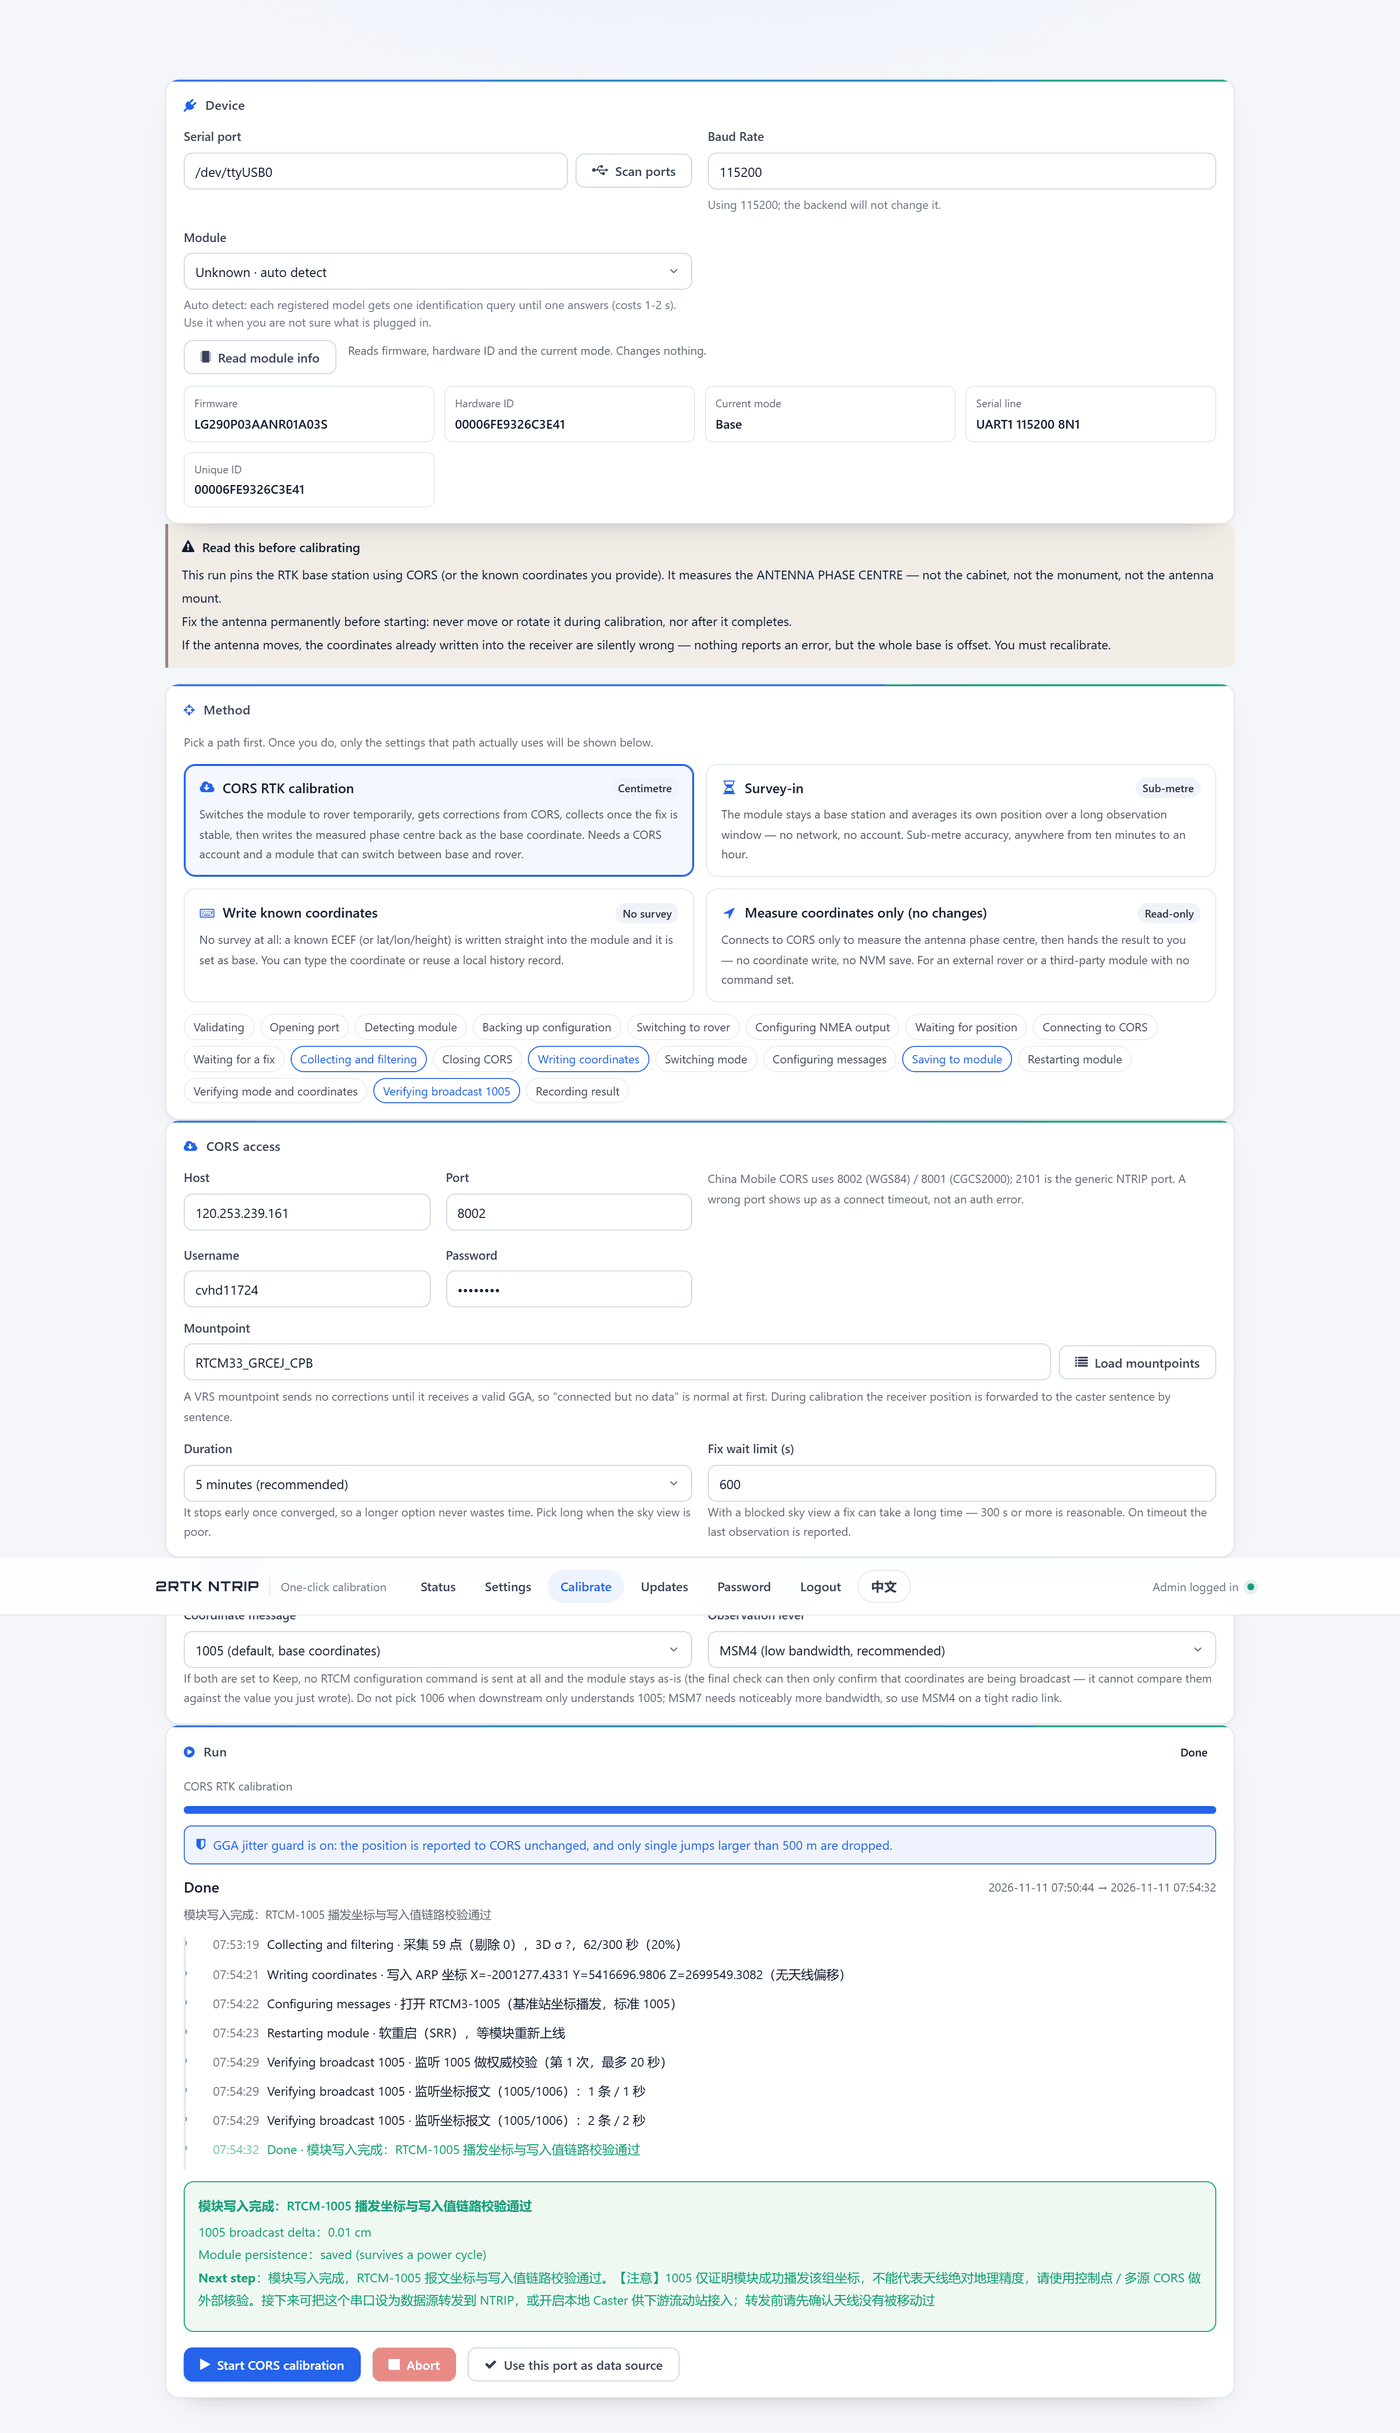 Device
Serial port
Baud Rate
/dev/ttyUSB0
Scan ports
115200
Using 115200; the backend will not change it.
Module
Unknown · auto detect
Auto detect: each registered model gets one identification query until one answers (costs 1-2 s).
Use it when you are not sure what is plugged in.
Read module info
Reads firmware, hardware ID and the current mode. Changes nothing.
Firmware
LG290P03AANR01A03S
Hardware ID
00006FE9326C3E41
Current mode
Base
Serial line
UART1 115200 8N1
Unique ID
00006FE9326C3E41
Read this before calibrating
This run pins the RTK base station using CORS (or the known coordinates you provide). It measures the ANTENNA PHASE CENTRE — not the cabinet, not the monument, not the antenna
mount.
Fix the antenna permanently before starting: never move or rotate it during calibration, nor after it completes.
If the antenna moves, the coordinates already written into the receiver are silently wrong — nothing reports an error, but the whole base is offset. You must recalibrate.
Method
Pick a path first. Once you do, only the settings that path actually uses will be shown below.
CORS RTK calibration
Centimetre
Switches the module to rover temporarily, gets corrections from CORS, collects once the fix is
stable, then writes the measured phase centre back as the base coordinate. Needs a CORS
account and a module that can switch between base and rover.
Survey-in
Sub-metre
The module stays a base station and averages its own position over a long observation
window — no network, no account. Sub-metre accuracy, anywhere from ten minutes to an
hour.
Write known coordinates
No survey
No survey at all: a known ECEF (or lat/lon/height) is written straight into the module and it is
set as base. You can type the coordinate or reuse a local history record.
Measure coordinates only (no changes)
Read-only
Connects to CORS only to measure the antenna phase centre, then hands the result to you
— no coordinate write, no NVM save. For an external rover or a third-party module with no
command set.
Validating
Opening port
Detecting module
Backing up configuration
Switching to rover
Configuring NMEA output
Waiting for position
Connecting to CORS
Waiting for a fix
Collecting and filtering
Closing CORS
Writing coordinates
Switching mode
Configuring messages
Saving to module
Restarting module
Verifying mode and coordinates
Verifying broadcast 1005
Recording result
CORS access
Host
Port
China Mobile CORS uses 8002 (WGS84) / 8001 (CGCS2000); 2101 is the generic NTRIP port. A
wrong port shows up as a connect timeout, not an auth error.
120.253.239.161
8002
Username
Password
cvhd11724
••••••••
Mountpoint
RTCM33_GRCEJ_CPB
Load mountpoints
A VRS mountpoint sends no corrections until it receives a valid GGA, so "connected but no data" is normal at first. During calibration the receiver position is forwarded to the caster sentence by
sentence.
Duration
Fix wait limit (s)
5 minutes (recommended)
600
It stops early once converged, so a longer option never wastes time. Pick long when the sky view is
poor.
With a blocked sky view a fix can take a long time — 300 s or more is reasonable. On timeout the
last observation is reported.
2RTK NTRIP
One-click calibration
Status
Settings
Calibrate
Updates
Password
Logout
中文
Admin logged in
Coordinate message
Observation level
1005 (default, base coordinates)
MSM4 (low bandwidth, recommended)
If both are set to Keep, no RTCM configuration command is sent at all and the module stays as-is (the final check can then only confirm that coordinates are being broadcast — it cannot compare them
against the value you just wrote). Do not pick 1006 when downstream only understands 1005; MSM7 needs noticeably more bandwidth, so use MSM4 on a tight radio link.
Run
Done
CORS RTK calibration
GGA jitter guard is on: the position is reported to CORS unchanged, and only single jumps larger than 500 m are dropped.
Done
2026-11-11 07:50:44 → 2026-11-11 07:54:32
模块写入完成：RTCM-1005 播发坐标与写入值链路校验通过
07:53:19 Collecting and filtering · 采集 59 点（剔除 0），3D σ ?，62/300 秒（20%）
07:54:21 Writing coordinates · 写入 ARP 坐标 X=-2001277.4331 Y=5416696.9806 Z=2699549.3082（无天线偏移）
07:54:22 Configuring messages · 打开 RTCM3-1005（基准站坐标播发，标准 1005）
07:54:23 Restarting module · 软重启（SRR），等模块重新上线
07:54:29 Verifying broadcast 1005 · 监听 1005 做权威校验（第 1 次，最多 20 秒）
07:54:29 Verifying broadcast 1005 · 监听坐标报文（1005/1006）：1 条 / 1 秒
07:54:29 Verifying broadcast 1005 · 监听坐标报文（1005/1006）：2 条 / 2 秒
07:54:32 Done · 模块写入完成：RTCM-1005 播发坐标与写入值链路校验通过
模块写入完成：RTCM-1005 播发坐标与写入值链路校验通过
1005 broadcast delta：0.01 cm
Module persistence：saved (survives a power cycle)
Next step：模块写入完成，RTCM-1005 报文坐标与写入值链路校验通过。【注意】1005 仅证明模块成功播发该组坐标，不能代表天线绝对地理精度，请使用控制点 / 多源 CORS 做
外部核验。接下来可把这个串口设为数据源转发到 NTRIP，或开启本地 Caster 供下游流动站接入；转发前请先确认天线没有被移动过
Start CORS calibration
Abort
Use this port as data source